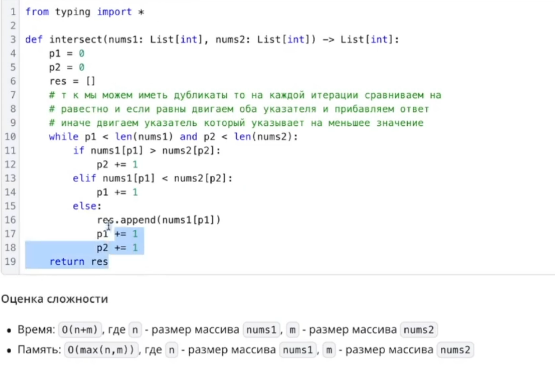 1 from typing import *
2
3 def intersect(nums1: List[int], nums2: List[int]) -> List[int]:
4     p1 = 0
5     p2 = 0
6     res = []
7     # т к мы можем иметь дубликаты то на каждой итерации сравниваем на
8     # равество и если равны двигаем оба указателя и прибавляем ответ
9     # иначе двигаем указатель который указывает на меньшее значение
10     while p1 < len(nums1) and p2 < len(nums2):
11         if nums1[p1] > nums2[p2]:
12             p2 += 1
13         elif nums1[p1] < nums2[p2]:
14             p1 += 1
15         else:
16             res.append(nums1[p1])
17             p1 += 1
18             p2 += 1
19     return res
Оценка сложности
• Время: O(n+m), где n - размер массива nums1, m - размер массива nums2
• Память: O(max(n,m)), где n - размер массива nums1, m - размер массива nums2